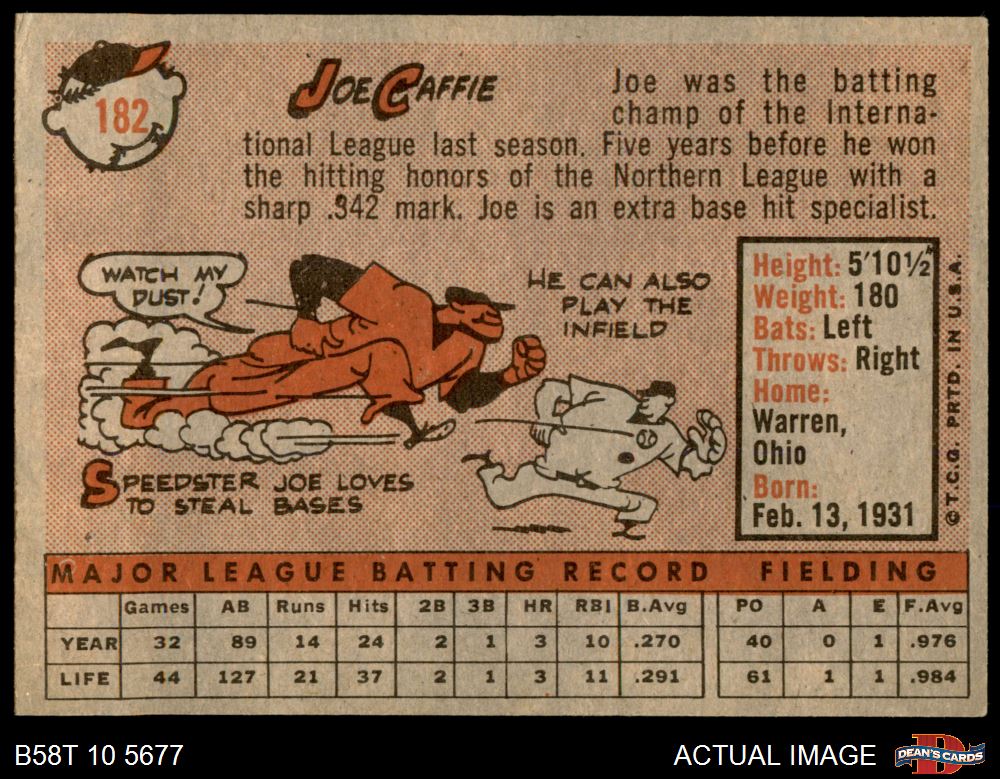 182
JOE CAFFIE
Joe was the batting
champ of the Interna-
tional League last season. Five years before he won
the hitting honors of the Northern League with a
sharp .342 mark. Joe is an extra base hit specialist.
WATCH MY
DUST!
HE CAN ALSO
PLAY THE
INFIELD
SPEEDSTER JOE LOVES
TO STEAL BASES
Height: 5'10½"
Weight: 180
Bats: Left
Throws: Right
Home:
Warren,
Ohio
Born:
Feb. 13, 1931
© T.C.G. PRTD. IN U.S.A.
MAJOR LEAGUE BATTING RECORD FIELDING
Games AB Runs Hits 2B 3B HR RBI B.Avg PO A E F.Avg
YEAR 32 89 14 24 2 1 3 10 .270 40 0 1 .976
LIFE 44 127 21 37 2 1 3 11 .291 61 1 1 .984
B58T 10 5677 ACTUAL IMAGE D DEAN'S CARDS